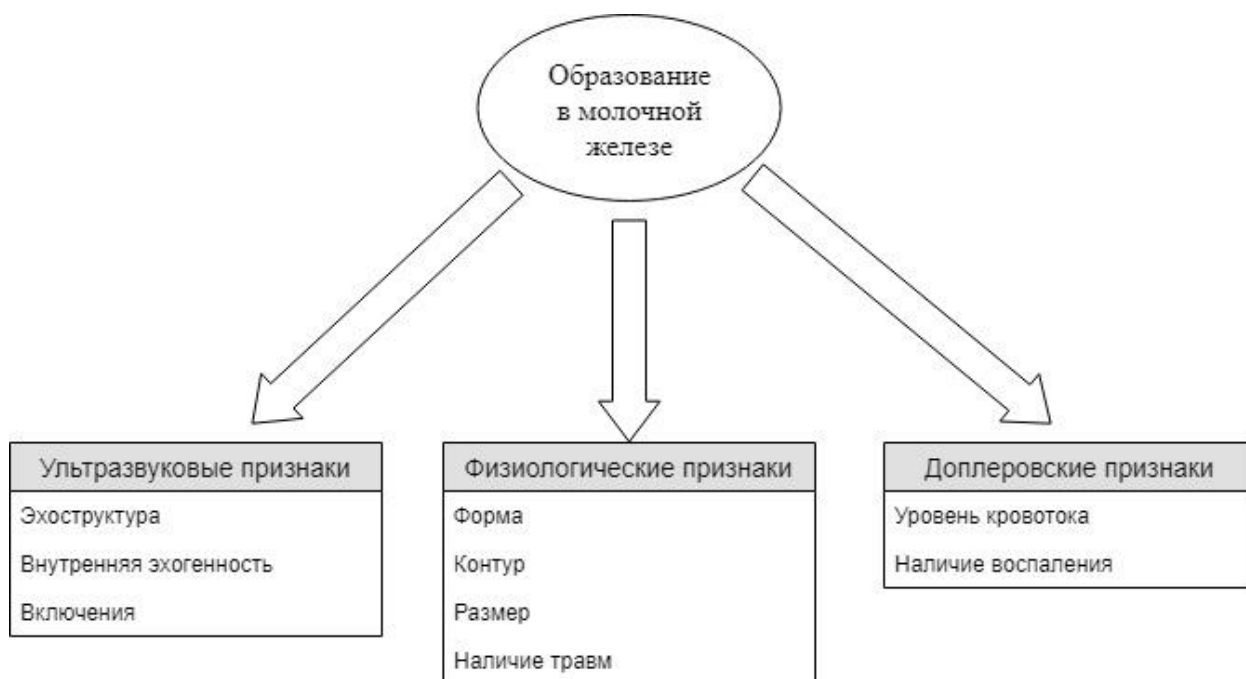 Образование
в молочной
железе
Ультразвуковые признаки
Эхоструктура
Внутренняя эхогенность
Включения
Физиологические признаки
Форма
Контур
Размер
Наличие травм
Доплеровские признаки
Уровень кровотока
Наличие воспаления